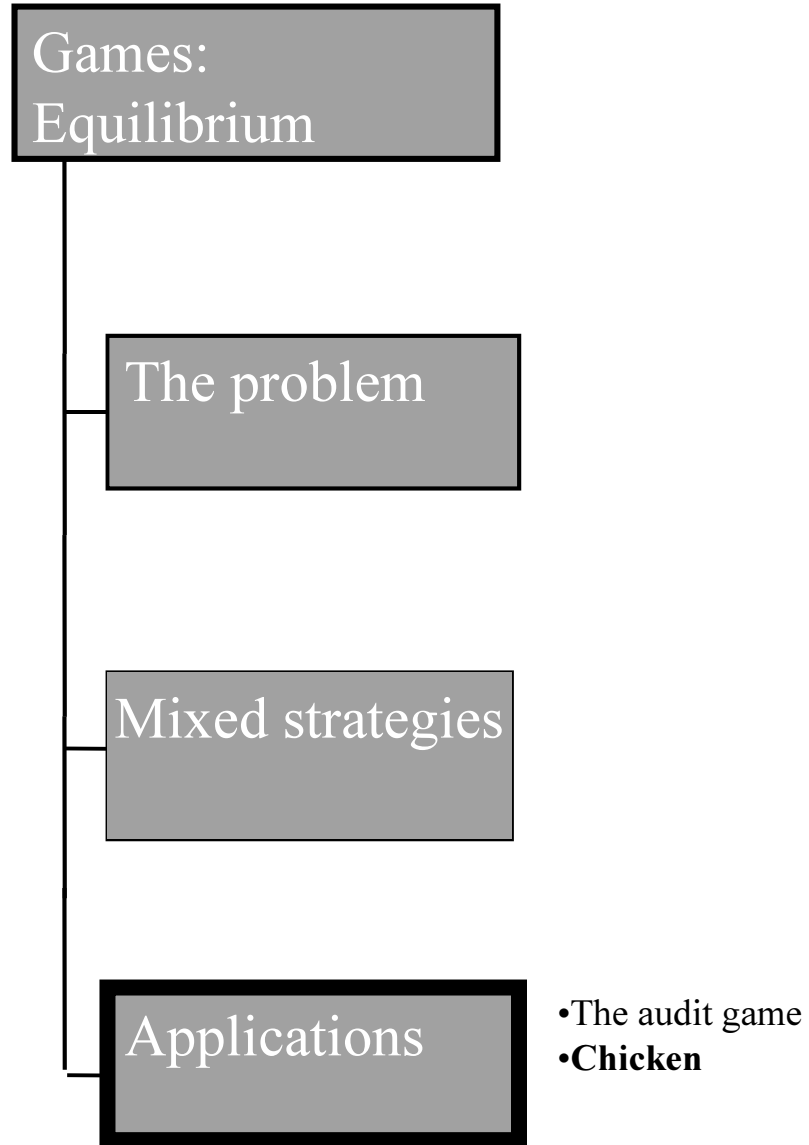 Games:
Equilibrium
The problem
Mixed strategies
Applications
•The audit game
•Chicken